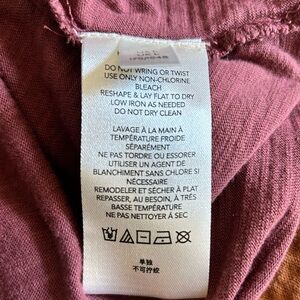 DO NOT WRING OR TWIST
USE ONLY NON-CHLORINE
BLEACH
RESHAPE & LAY FLAT TO DRY
LOW IRON AS NEEDED
DO NOT DRY CLEAN
LAVAGE À LA MAIN À
TEMPÉRATURE FROIDE
SÉPARÉMENT
NE PAS TORDRE OU ESSORER
UTILISER UN AGENT DE
BLANCHIMENT SANS CHLORE SI
NÉCESSAIRE
REMODELER ET SÉCHER À PLAT
REPASSER, AU BESOIN, À TRÈS
BASSE TEMPÉRATURE
NE PAS NETTOYER À SEC
单独
不可拧绞